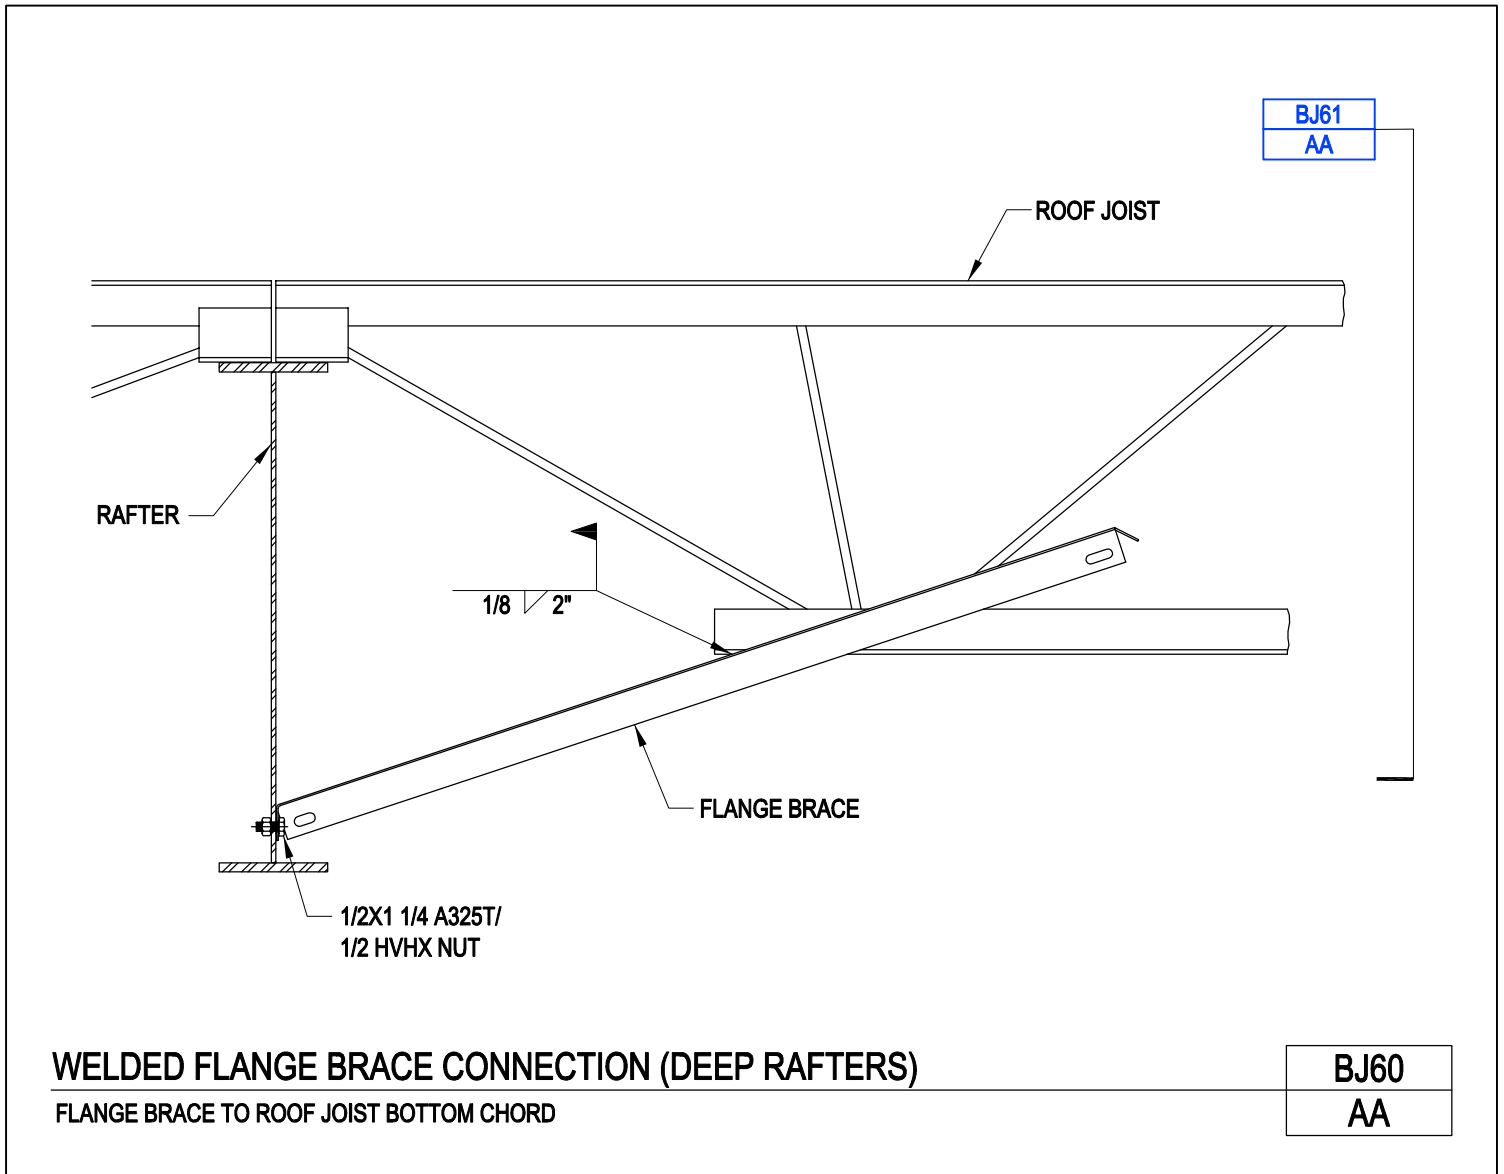 BJ61
AA
ROOF JOIST
RAFTER
1/8 2"
FLANGE BRACE
1/2X1 1/4 A325T/
1/2 HVHX NUT
WELDED FLANGE BRACE CONNECTION (DEEP RAFTERS)
FLANGE BRACE TO ROOF JOIST BOTTOM CHORD
BJ60
AA